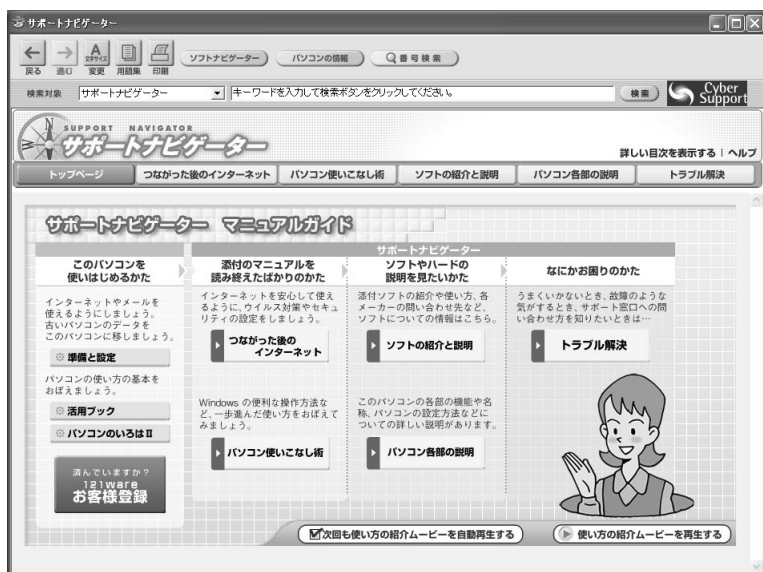 サポートナビゲーター
戻る 進む 文字サイズ 変更 用語集 印刷 ソフトナビゲーター パソコンの情報 番号検索
検索対象 サポートナビゲーター キーワードを入力して検索ボタンをクリックしてください。 検索 Cyber Support
SUPPORT NAVIGATOR
サポートナビゲーター
詳しい目次を表示する | ヘルプ
トップページ つながった後のインターネット パソコン使いこなし術 ソフトの紹介と説明 パソコン各部の説明 トラブル解決
サポートナビゲーター マニュアルガイド
サポートナビゲーター
このパソコンを
使いはじめるかた
インターネットやメールを
使えるようにしましょう。
古いパソコンのデータを
このパソコンに移しましょう。
準備と設定
パソコンの使い方の基本を
おぼえましょう。
活用ブック
パソコンのいろはⅡ
済んでいますか?
121ware
お客様登録
添付のマニュアルを
読み終えたばかりのかた
インターネットを安心して使え
るように、ウイルス対策やセキュ
リティの設定をしましょう。
つながった後の
インターネット
Windows の便利な操作方法な
ど、一歩進んだ使い方をおぼえて
みましょう。
パソコン使いこなし術
ソフトやハードの
説明を見たいかた
添付ソフトの紹介や使い方、各
メーカーの問い合わせ先など、
ソフトについての情報はこちら。
ソフトの紹介と説明
このパソコンの各部の機能や名
称、パソコンの設定方法などに
ついての詳しい説明があります。
パソコン各部の説明
なにかお困りのかた
うまくいかないとき、故障のような
気がするとき、サポート窓口への問
い合わせ方を知りたいときは…
トラブル解決
次回も使い方の紹介ムービーを自動再生する 使い方の紹介ムービーを再生する